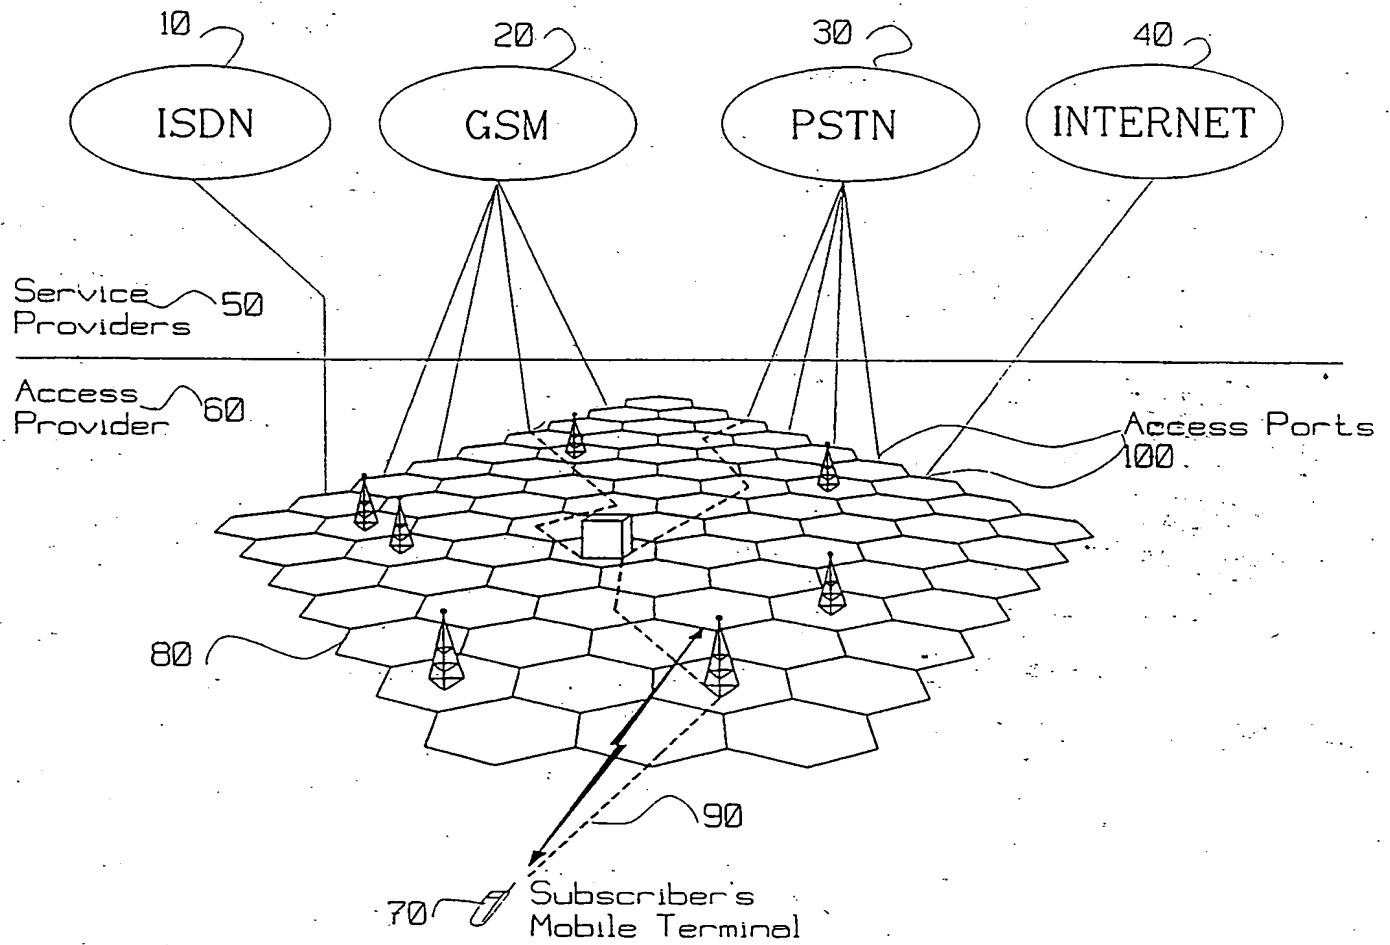 10
20
30
40
ISDN
GSM
PSTN
INTERNET
Service 50
Providers
Access 60
Provider
Access Ports
100
80
90
70
Subscriber's
Mobile Terminal